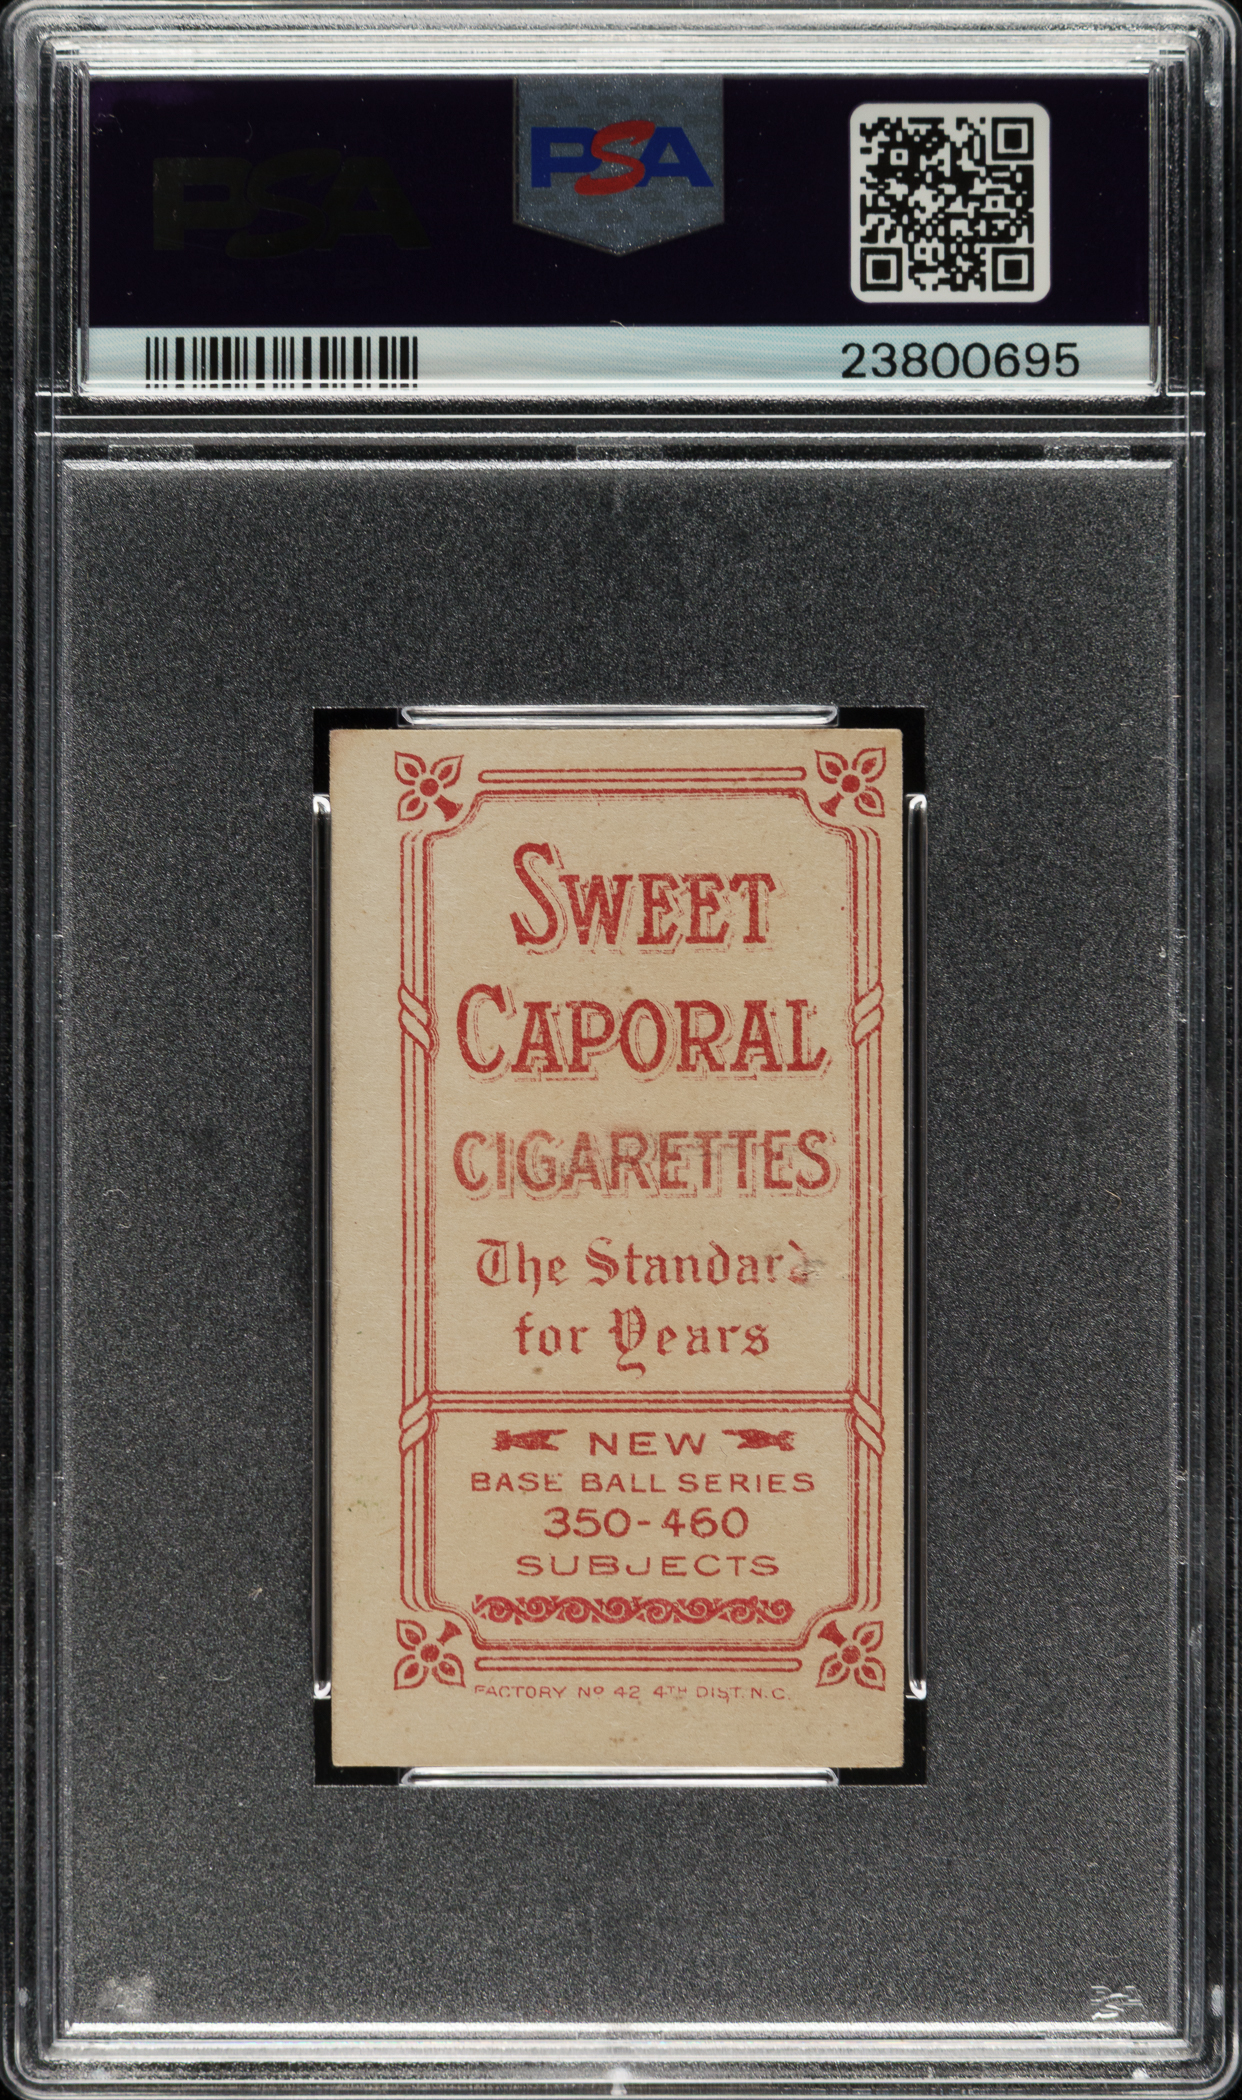 PSA
PSA
23800695
SWEET
CAPORAL
CIGARETTES
The Standard
for Years
NEW
BASE BALL SERIES
350-460
SUBJECTS
FACTORY Nº 42 4TH DIST. N.C.